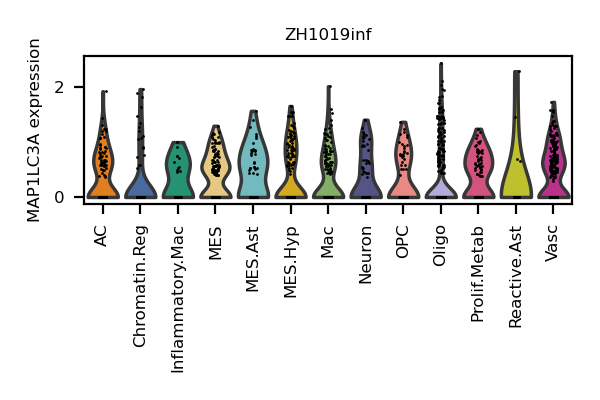 ZH1019inf
MAP1LC3A expression
2
0
AC
Chromatin.Reg
Inflammatory.Mac
MES
MES.Ast
MES.Hyp
Mac
Neuron
OPC
Oligo
Prolif.Metab
Reactive.Ast
Vasc